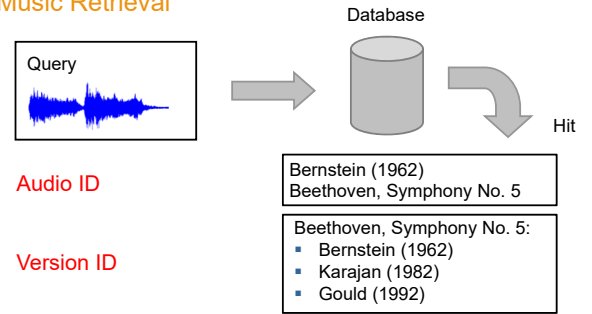 Music Retrieval
Database
Query
Hit
Audio ID
Bernstein (1962)
Beethoven, Symphony No. 5
Version ID
Beethoven, Symphony No. 5:
▪ Bernstein (1962)
▪ Karajan (1982)
▪ Gould (1992)